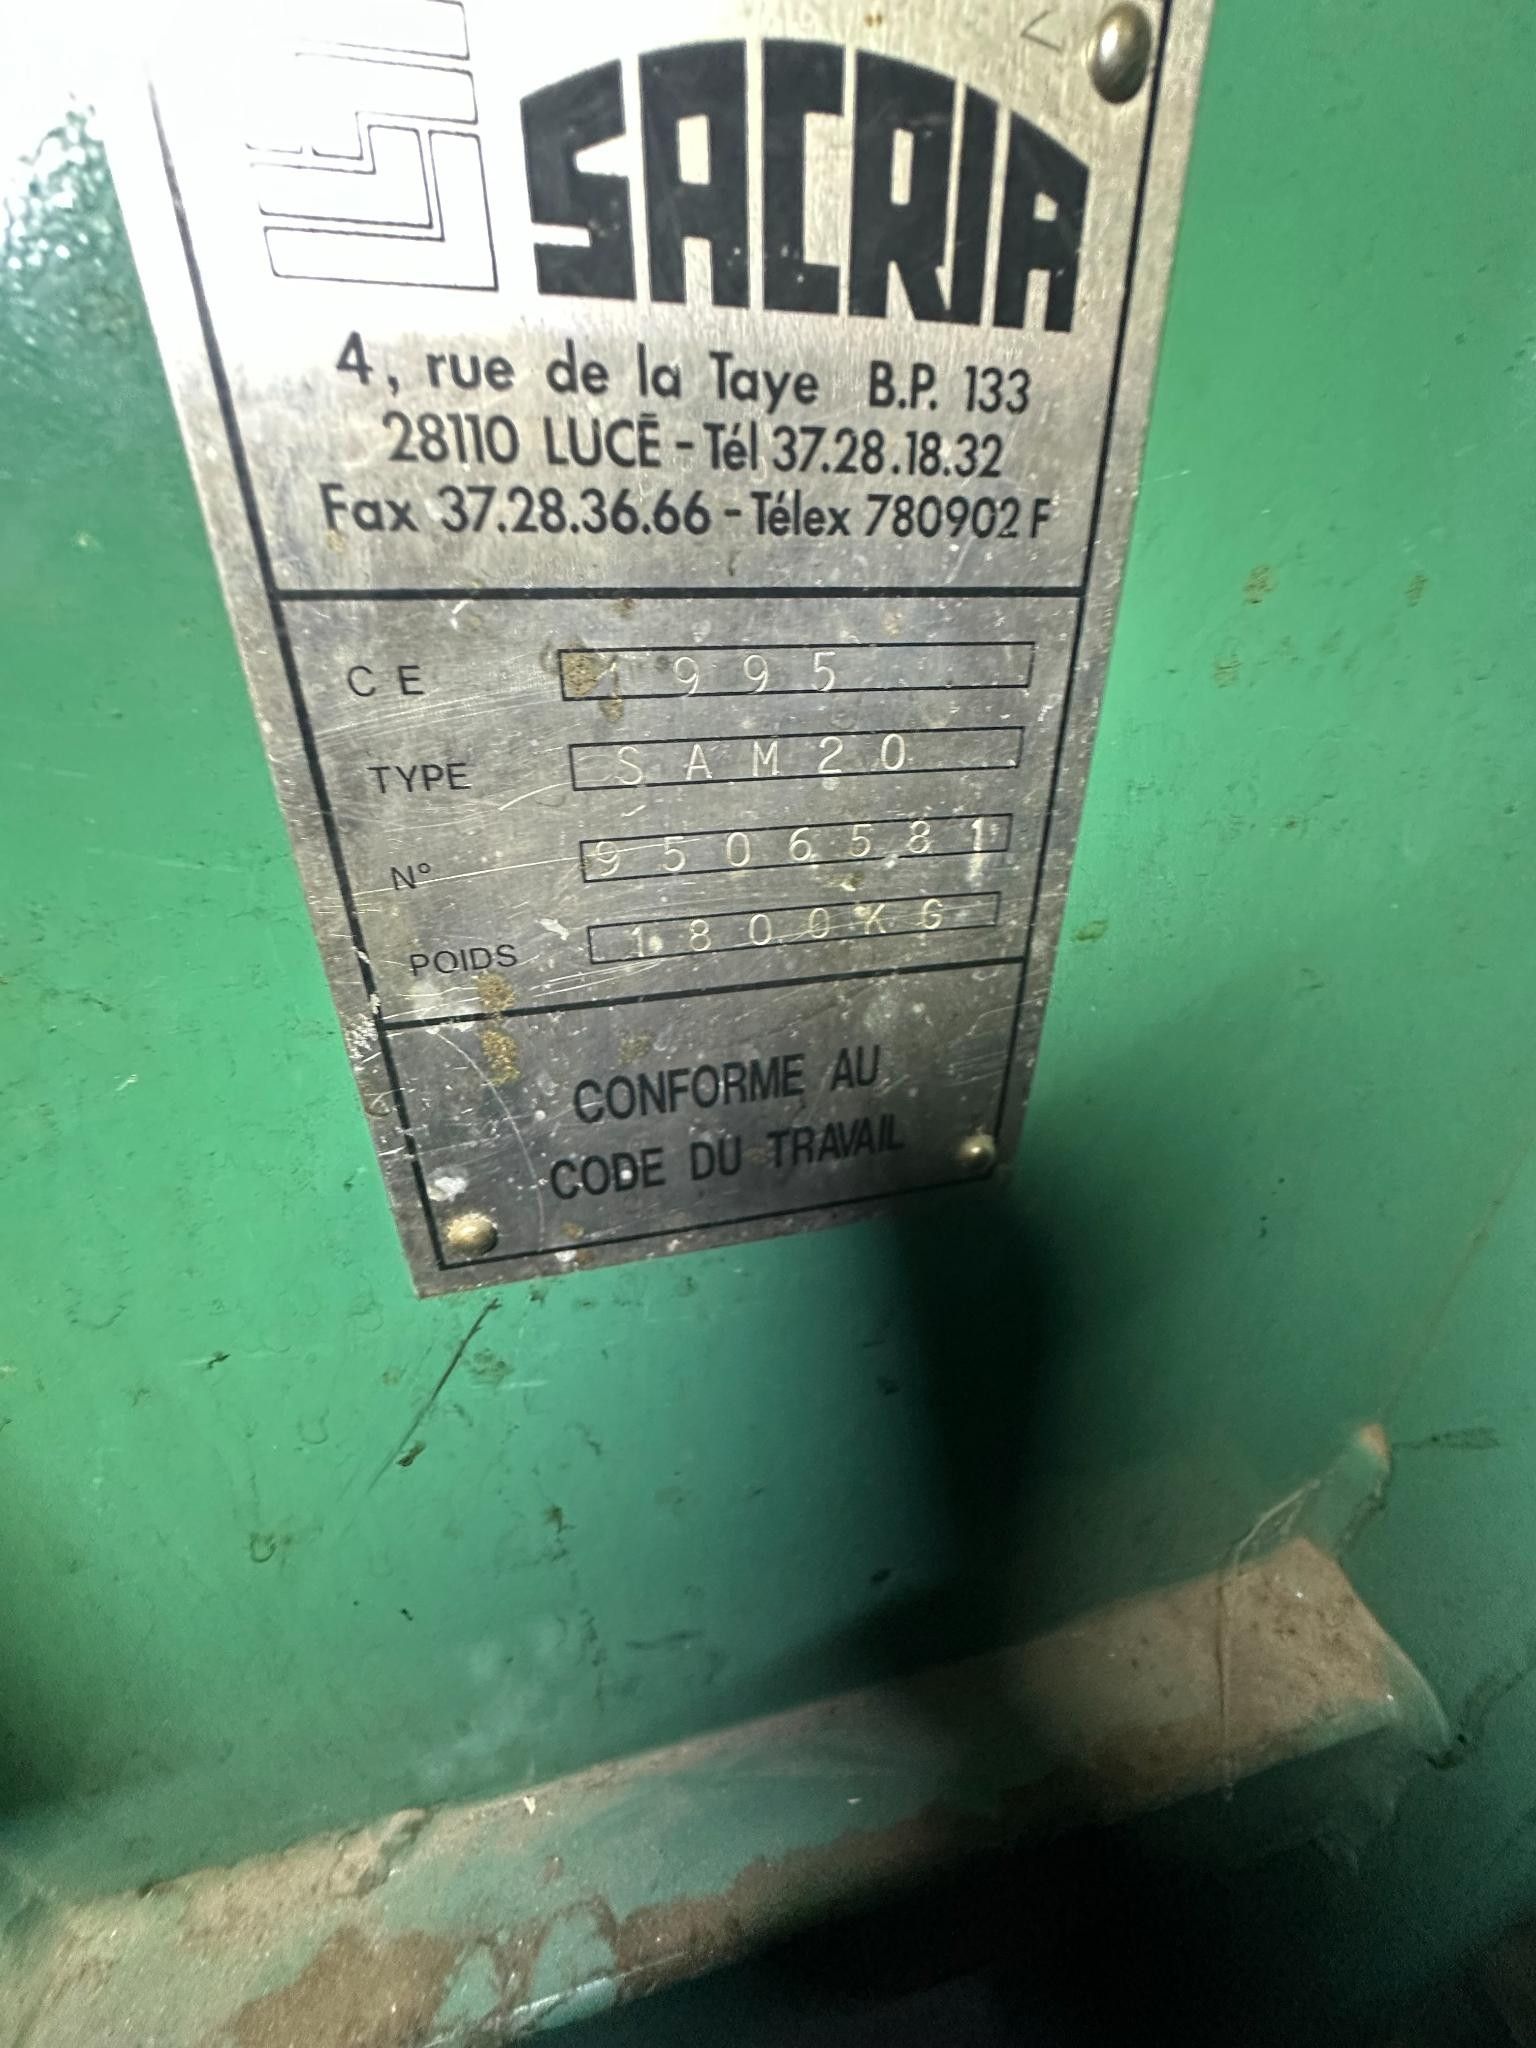 SACRIA
4, rue de la Taye B.P. 133
28110 LUCÉ - Tél 37.28.18.32
Fax 37.28.36.66 - Télex 780902 F
C E 1995
TYPE SAM20
N° 9506581
POIDS 1800KG
CONFORME AU
CODE DU TRAVAIL